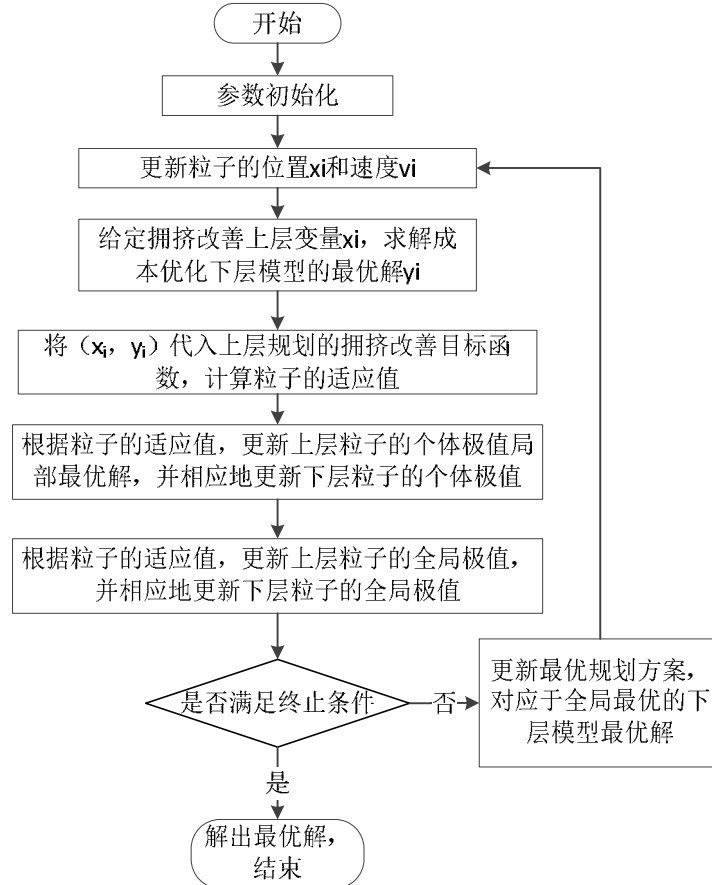 开始
参数初始化
更新粒子的位置xi和速度vi
给定拥挤改善上层变量xi，求解成
本优化下层模型的最优解yi
将（xi，yi）代入上层规划的拥挤改善目标函
数，计算粒子的适应值
根据粒子的适应值，更新上层粒子的个体极值局
部最优解，并相应地更新下层粒子的个体极值
根据粒子的适应值，更新上层粒子的全局极值，
并相应地更新下层粒子的全局极值
是否满足终止条件
否
更新最优规划方案，
对应于全局最优的下
层模型最优解
是
解出最优解，
结束